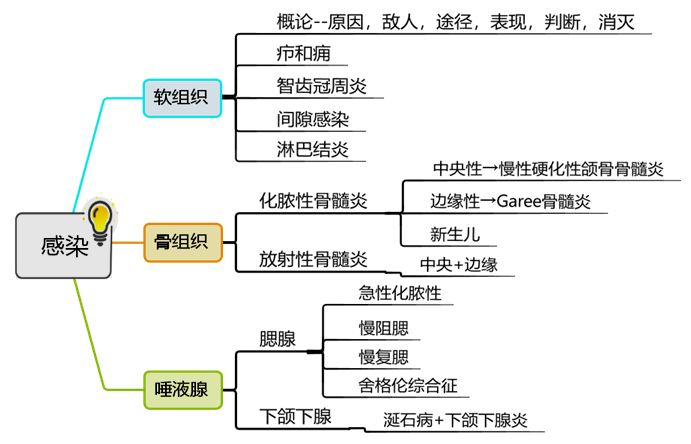 感染
软组织
概论--原因，敌人，途径，表现，判断，消灭
疖和痈
智齿冠周炎
间隙感染
淋巴结炎
骨组织
化脓性骨髓炎
中央性→慢性硬化性颌骨骨髓炎
边缘性→Garee骨髓炎
新生儿
放射性骨髓炎
中央+边缘
唾液腺
腮腺
急性化脓性
慢阻腮
慢复腮
舍格伦综合征
下颌下腺
涎石病+下颌下腺炎